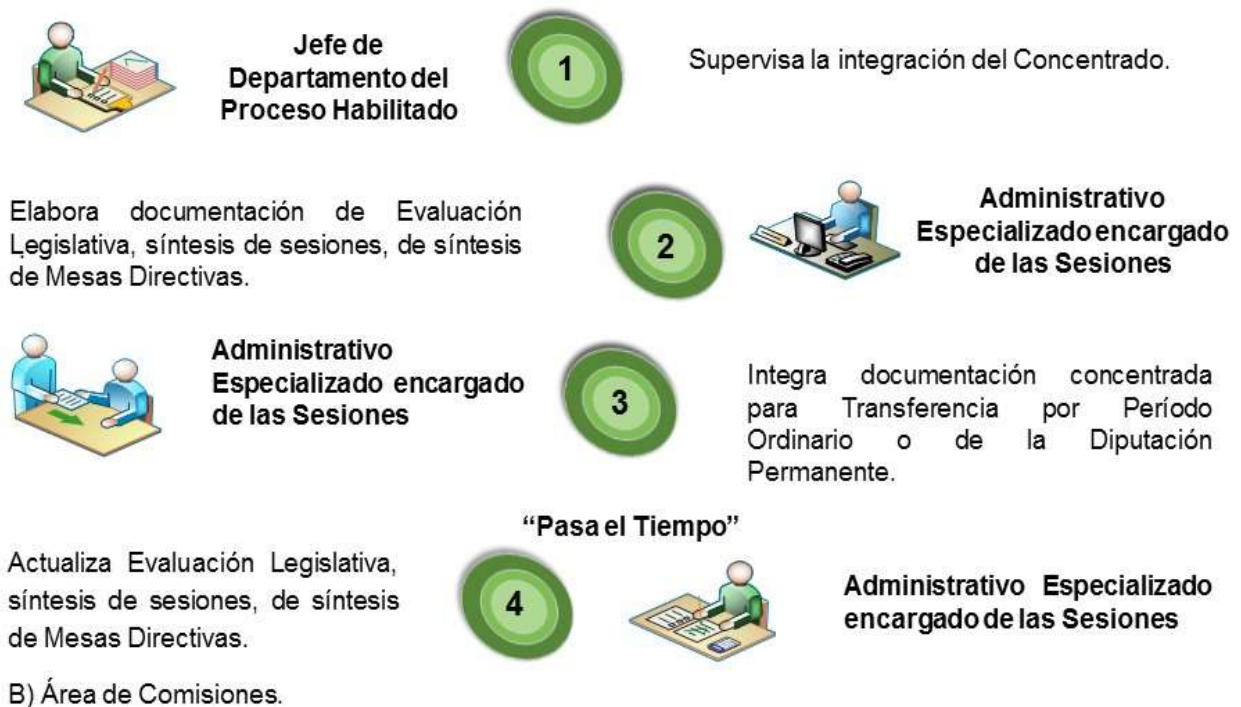 Jefe de
Departamento del
Proceso Habilitado
1
Supervisa la integración del Concentrado.
Elabora documentación de Evaluación
Legislativa, síntesis de sesiones, de síntesis
de Mesas Directivas.
2
Administrativo
Especializado encargado
de las Sesiones
Administrativo
Especializado encargado
de las Sesiones
3
Integra documentación concentrada
para Transferencia por Período
Ordinario o de la Diputación
Permanente.
“Pasa el Tiempo”
Actualiza Evaluación Legislativa,
síntesis de sesiones, de síntesis
de Mesas Directivas.
4
Administrativo Especializado
encargado de las Sesiones
B) Área de Comisiones.